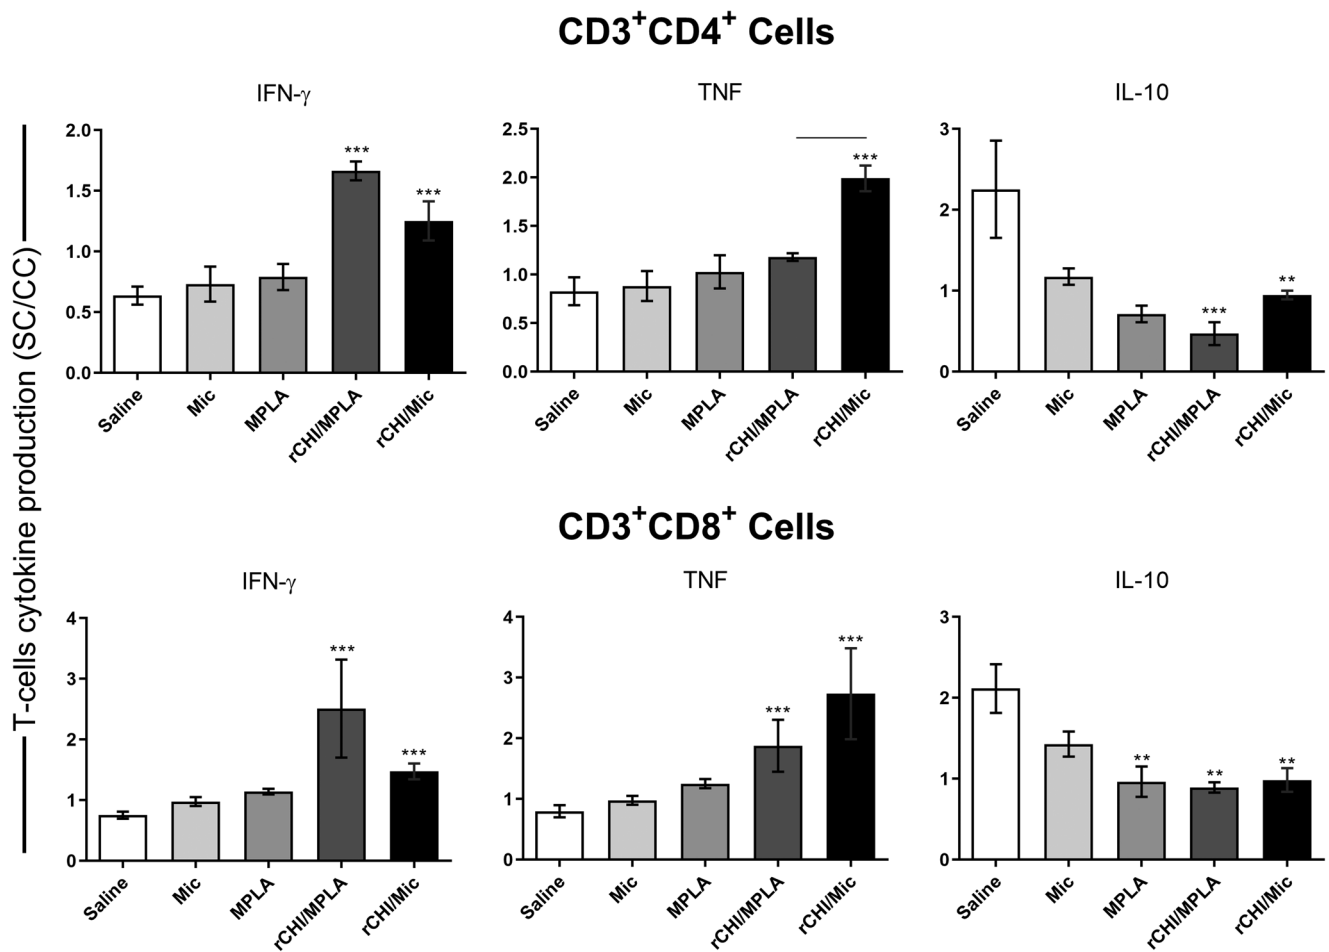 CD3⁺CD4⁺ Cells
T-cells cytokine production (SC/CC)
IFN-γ
2.0
1.5
1.0
0.5
0.0
***
***
Saline
Mic
MPLA
rCHI/MPLA
rCHI/Mic
TNF
2.5
2.0
1.5
1.0
0.5
0.0
***
Saline
Mic
MPLA
rCHI/MPLA
rCHI/Mic
IL-10
3
2
1
0
***
**
Saline
Mic
MPLA
rCHI/MPLA
rCHI/Mic
CD3⁺CD8⁺ Cells
IFN-γ
4
3
2
1
0
***
***
Saline
Mic
MPLA
rCHI/MPLA
rCHI/Mic
TNF
4
3
2
1
0
***
***
Saline
Mic
MPLA
rCHI/MPLA
rCHI/Mic
IL-10
3
2
1
0
**
**
**
Saline
Mic
MPLA
rCHI/MPLA
rCHI/Mic